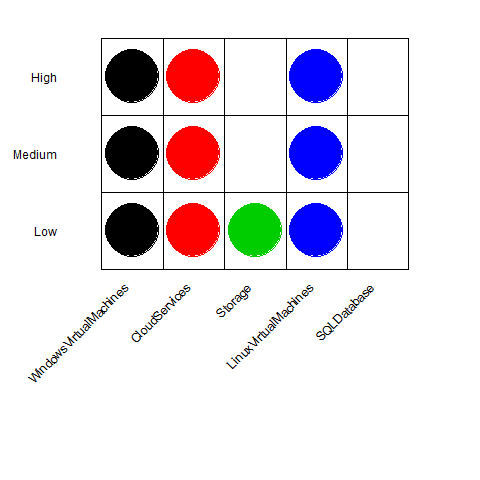 High
Medium
Low
WindowsVirtualMachines
CloudServices
Storage
LinuxVirtualMachines
SQLDatabase